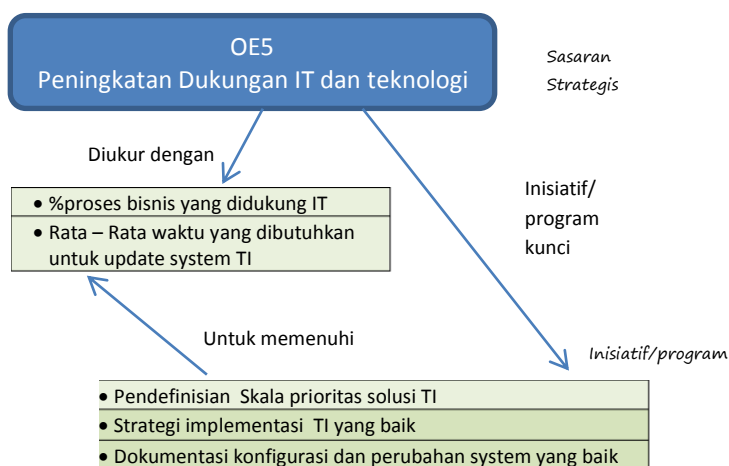 OE5
Peningkatan Dukungan IT dan teknologi
Sasaran
Strategis
Diukur dengan
• %proses bisnis yang didukung IT
• Rata – Rata waktu yang dibutuhkan
untuk update system TI
Inisiatif/
program
kunci
Untuk memenuhi
Inisiatif/program
• Pendefinisian Skala prioritas solusi TI
• Strategi implementasi TI yang baik
• Dokumentasi konfigurasi dan perubahan system yang baik